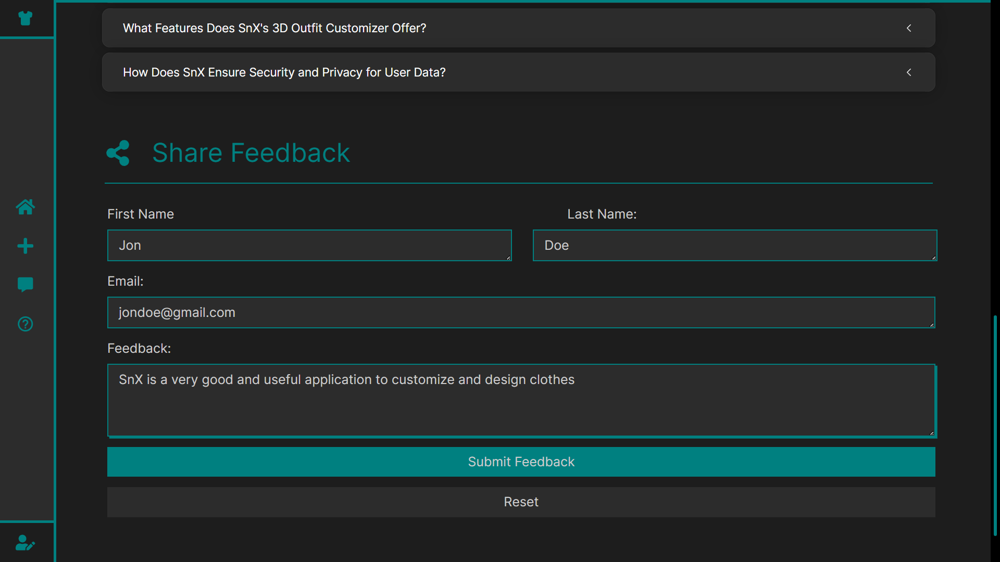 What Features Does SnX's 3D Outfit Customizer Offer?
How Does SnX Ensure Security and Privacy for User Data?
Share Feedback
First Name
Last Name:
Jon
Doe
Email:
jondoe@gmail.com
Feedback:
SnX is a very good and useful application to customize and design clothes
Submit Feedback
Reset